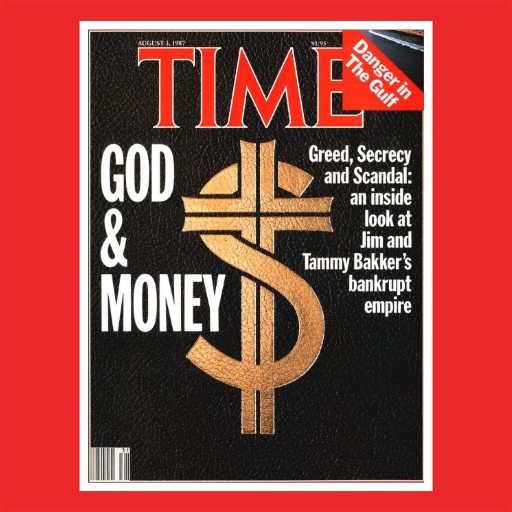 AUGUST 3, 1987 $1.95
TIME
Danger in
The Gulf
GOD
&
MONEY
Greed, Secrecy
and Scandal:
an inside
look at
Jim and
Tammy Bakker's
bankrupt
empire
31